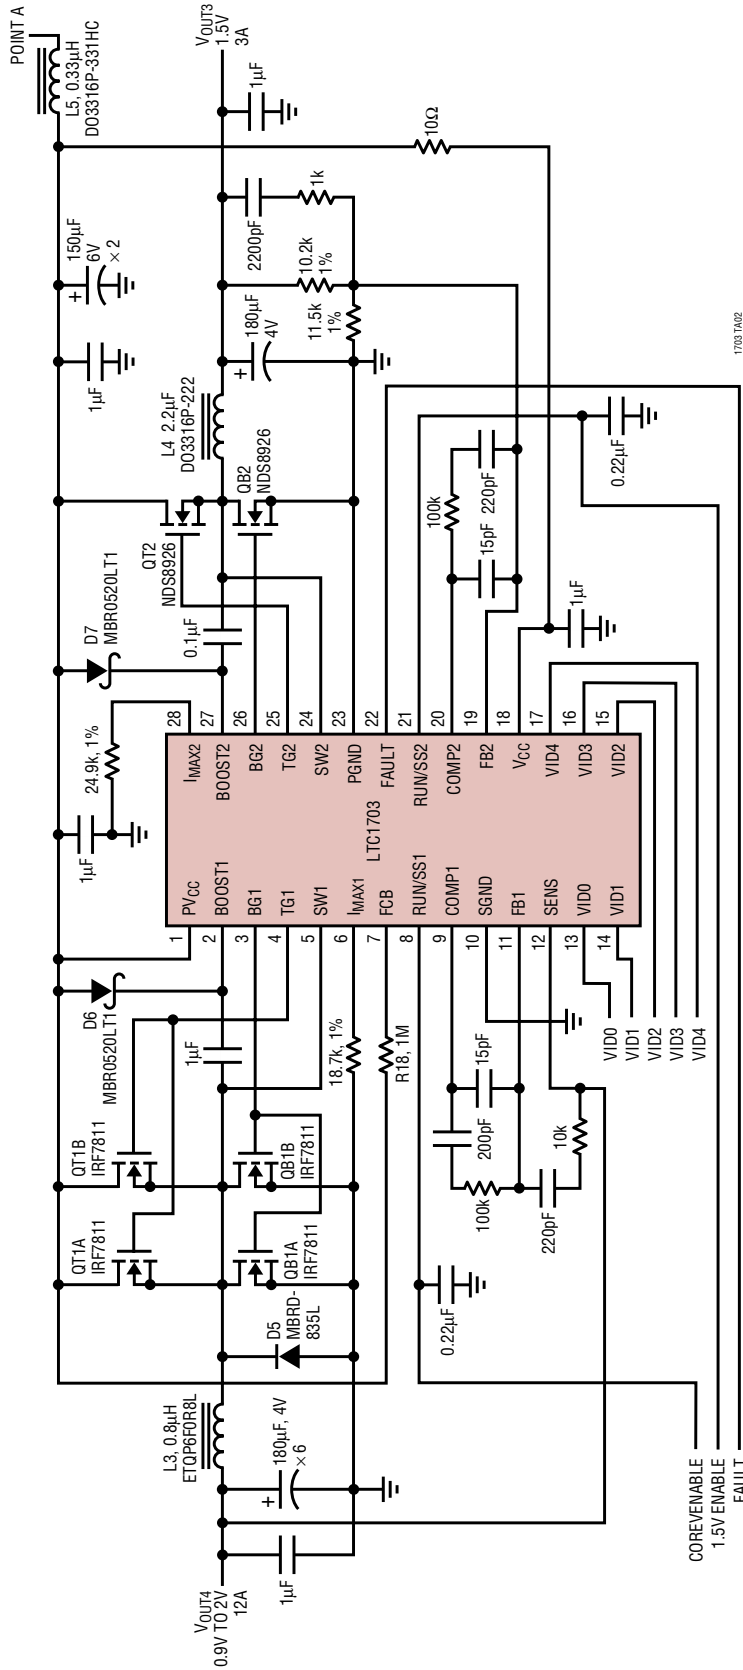 POINT A
L5, 0.33µH
DO3316P-331HC
VOUT3
1.5V
3A
1µF
10Ω
150µF
6V
× 2
+
2200pF
1k
10.2k
1%
11.5k
1%
1µF
180µF
4V
+
L4 2.2µF
DO3316P-222
QT2
NDS8926
QB2
NDS8926
100k
15pF
220pF
0.22µF
D7
MBR0520LT1
0.1µF
1µF
24.9k, 1%
1µF
28
27
26
25
24
23
22
21
20
19
18
17
16
15
IMAX2
BOOST2
BG2
TG2
SW2
PGND
FAULT
RUN/SS2
COMP2
FB2
VCC
VID4
VID3
VID2
LTC1703
PVCC
BOOST1
BG1
TG1
SW1
IMAX1
FCB
RUN/SS1
COMP1
SGND
FB1
SENS
VID0
VID1
1
2
3
4
5
6
7
8
9
10
11
12
13
14
D6
MBR0520LT1
1µF
18.7k, 1%
R18, 1M
VID0
VID1
VID2
VID3
VID4
QT1B
IRF7811
QB1B
IRF7811
15pF
200pF
100k
10k
220pF
QT1A
IRF7811
QB1A
IRF7811
0.22µF
D5
MBRD-
835L
L3, 0.8µH
ETQP6F0R8L
180µF, 4V
× 6
+
1µF
VOUT4
0.9V TO 2V
12A
COREVENABLE
1.5V ENABLE
FAULT
1703 TA02